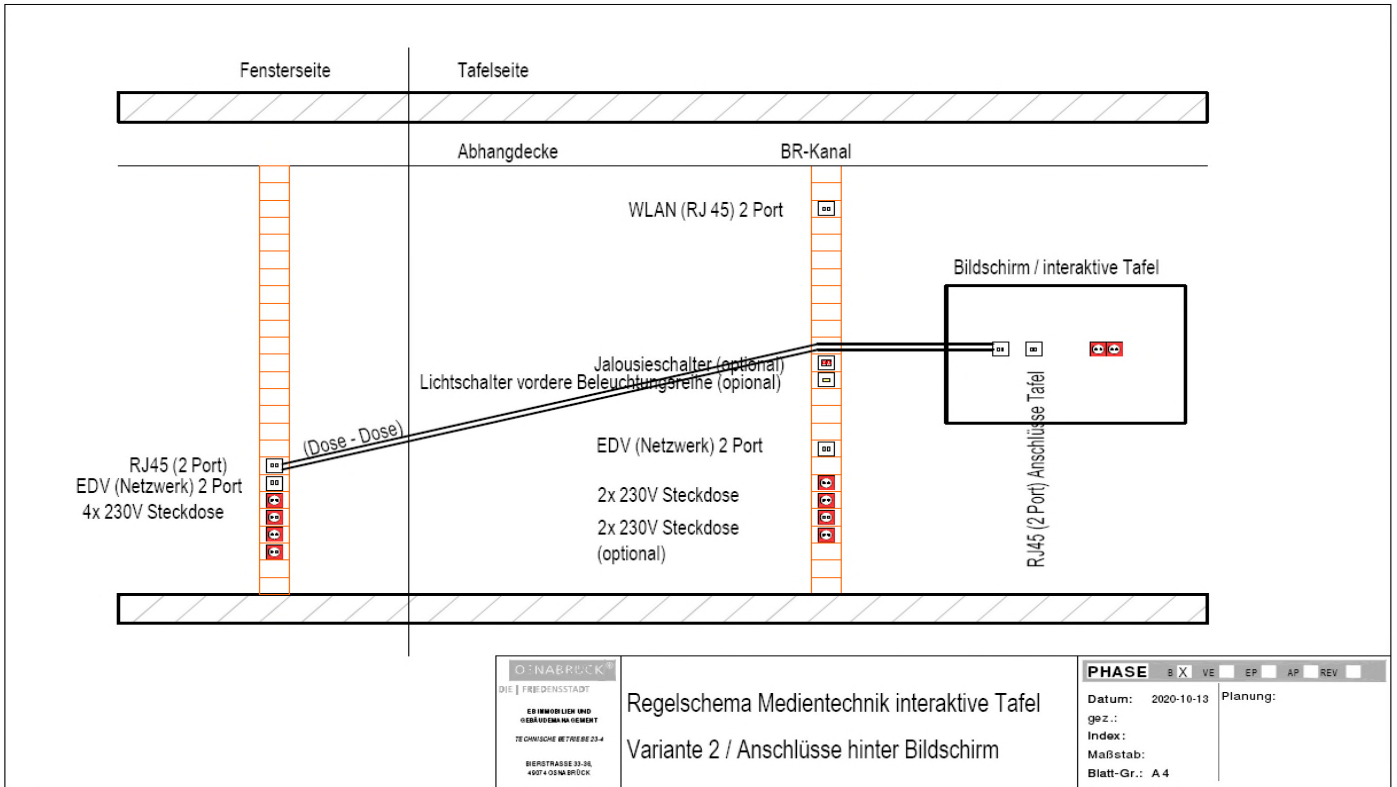 Fensterseite
Tafelseite
Abhangdecke
BR-Kanal
WLAN (RJ 45) 2 Port
Bildschirm / interaktive Tafel
Jalousieschalter (optional)
Lichtschalter vordere Beleuchtungsreihe (opional)
(Dose - Dose)
EDV (Netzwerk) 2 Port
RJ45 (2 Port)
EDV (Netzwerk) 2 Port
4x 230V Steckdose
2x 230V Steckdose
2x 230V Steckdose
(optional)
RJ45 (2 Port) Anschlüsse Tafel
OSNABRÜCK®
DIE | FRIEDENSSTADT
EB IMMOBILIEN UND
GEBÄUDEMANAGEMENT
TECHNISCHE BETRIEBE 23-4
BIERSTRASSE 33-36,
49074 OSNABRÜCK
Regelschema Medientechnik interaktive Tafel
Variante 2 / Anschlüsse hinter Bildschirm
PHASE B X VE EP AP REV
Datum: 2020-10-13
Planung:
gez.:
Index:
Maßstab:
Blatt-Gr.: A4